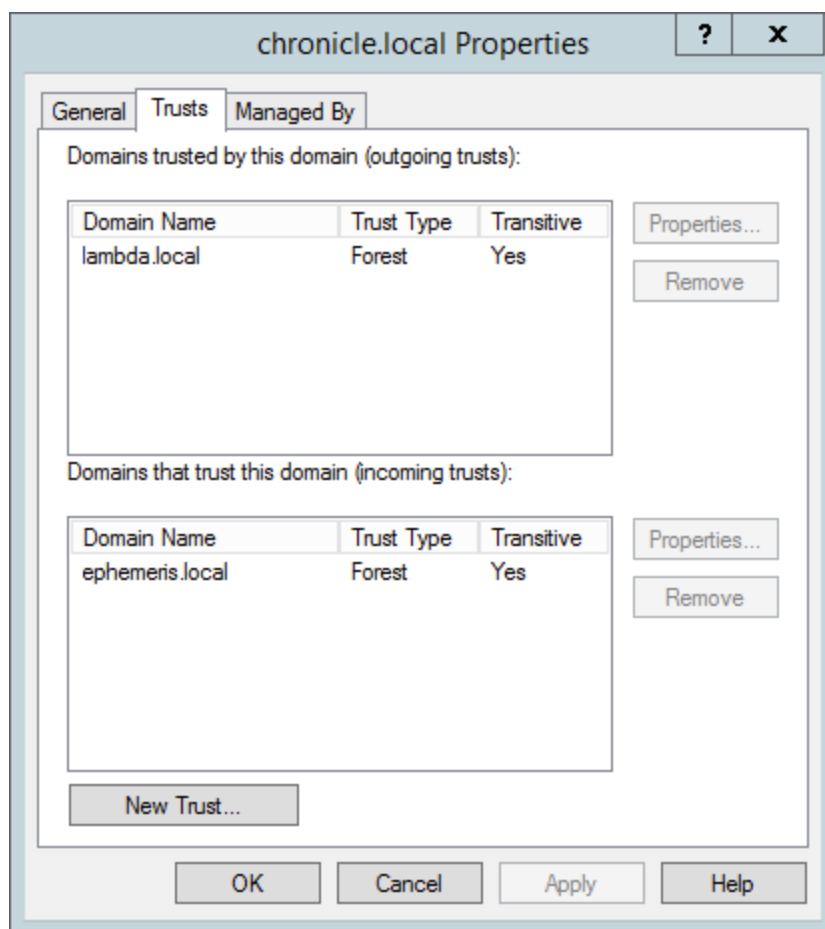 chronicle.local Properties
? x
General Trusts Managed By
Domains trusted by this domain (outgoing trusts):
Domain Name Trust Type Transitive
lambda.local Forest Yes
Properties...
Remove
Domains that trust this domain (incoming trusts):
Domain Name Trust Type Transitive
ephemeris.local Forest Yes
Properties...
Remove
New Trust...
OK Cancel Apply Help